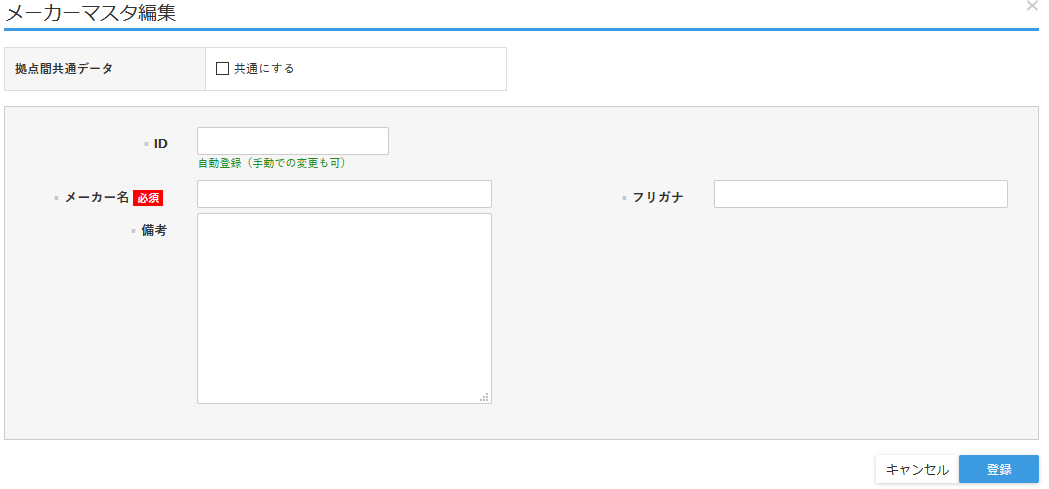 メーカーマスタ編集
拠点間共通データ
共通にする
ID
自動登録（手動での変更も可）
メーカー名 必須
フリガナ
備考
キャンセル
登録